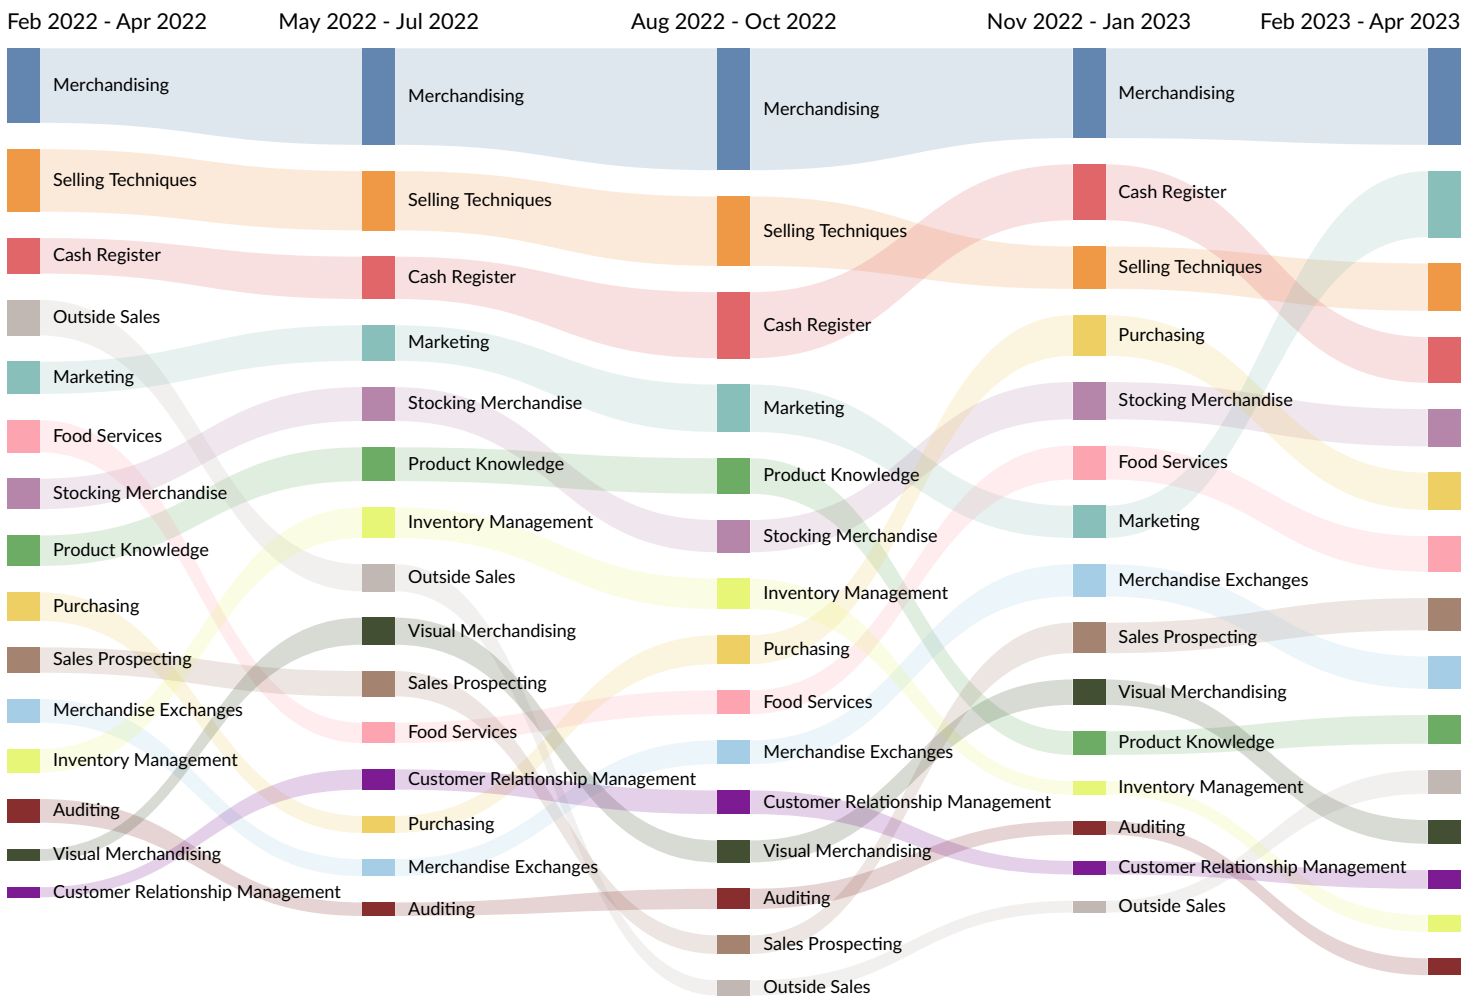 Feb 2022 - Apr 2022
May 2022 - Jul 2022
Aug 2022 - Oct 2022
Nov 2022 - Jan 2023
Feb 2023 - Apr 2023
Merchandising
Selling Techniques
Cash Register
Outside Sales
Marketing
Food Services
Stocking Merchandise
Product Knowledge
Purchasing
Sales Prospecting
Merchandise Exchanges
Inventory Management
Auditing
Visual Merchandising
Customer Relationship Management
Merchandising
Selling Techniques
Cash Register
Marketing
Stocking Merchandise
Product Knowledge
Inventory Management
Outside Sales
Visual Merchandising
Sales Prospecting
Food Services
Customer Relationship Management
Purchasing
Merchandise Exchanges
Auditing
Merchandising
Selling Techniques
Cash Register
Marketing
Product Knowledge
Stocking Merchandise
Inventory Management
Purchasing
Food Services
Merchandise Exchanges
Customer Relationship Management
Visual Merchandising
Auditing
Sales Prospecting
Outside Sales
Merchandising
Cash Register
Selling Techniques
Purchasing
Stocking Merchandise
Food Services
Marketing
Merchandise Exchanges
Sales Prospecting
Visual Merchandising
Product Knowledge
Inventory Management
Auditing
Customer Relationship Management
Outside Sales